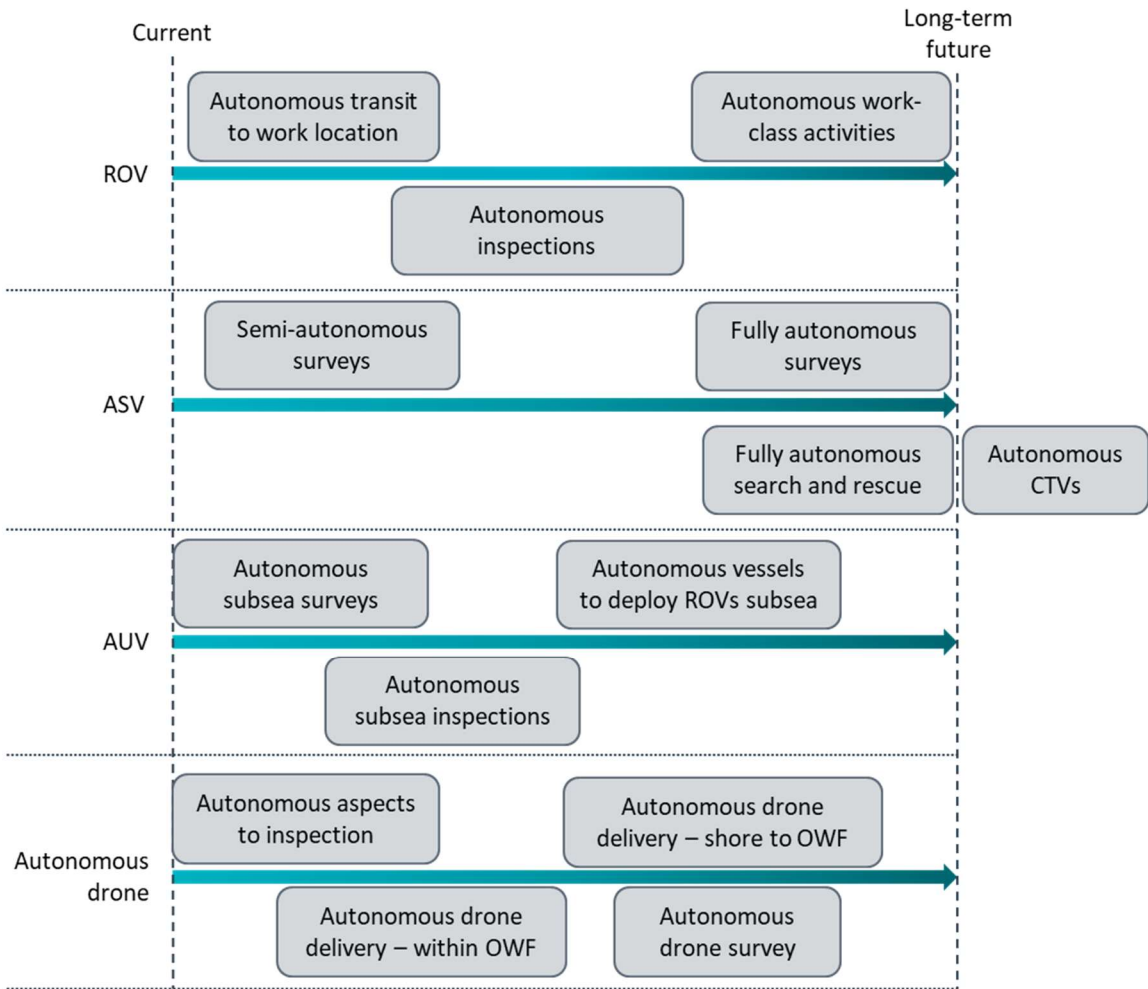 Current
Long-term
future
Autonomous transit
to work location
Autonomous work-
class activities
ROV
Autonomous
inspections
Semi-autonomous
surveys
Fully autonomous
surveys
ASV
Fully autonomous
search and rescue
Autonomous
CTVs
Autonomous
subsea surveys
Autonomous vessels
to deploy ROVs subsea
AUV
Autonomous
subsea inspections
Autonomous aspects
to inspection
Autonomous drone
delivery – shore to OWF
Autonomous
drone
Autonomous drone
delivery – within OWF
Autonomous
drone survey